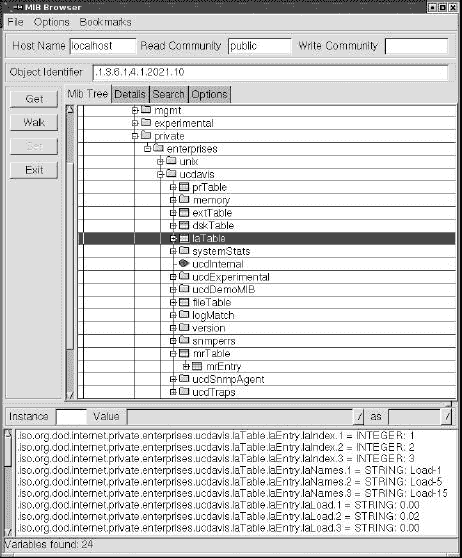 MIB Browser
File Options Bookmarks
Host Name localhost Read Community public Write Community
Object Identifier .1.3.6.1.4.1.2021.10
Get
Walk
Set
Exit
Mib Tree Details Search Options
mgmt
experimental
private
enterprises
unix
ucdavis
prTable
memory
extTable
dskTable
laTable
systemStats
ucdInternal
ucdExperimental
ucdDemoMIB
fileTable
logMatch
version
snmperrs
mrTable
mrEntry
ucdSnmpAgent
ucdTraps
Instance Value as
.iso.org.dod.internet.private.enterprises.ucdavis.laTable.laEntry.laIndex.1 = INTEGER: 1
.iso.org.dod.internet.private.enterprises.ucdavis.laTable.laEntry.laIndex.2 = INTEGER: 2
.iso.org.dod.internet.private.enterprises.ucdavis.laTable.laEntry.laIndex.3 = INTEGER: 3
.iso.org.dod.internet.private.enterprises.ucdavis.laTable.laEntry.laNames.1 = STRING: Load-1
.iso.org.dod.internet.private.enterprises.ucdavis.laTable.laEntry.laNames.2 = STRING: Load-5
.iso.org.dod.internet.private.enterprises.ucdavis.laTable.laEntry.laNames.3 = STRING: Load-15
.iso.org.dod.internet.private.enterprises.ucdavis.laTable.laEntry.laLoad.1 = STRING: 0.00
.iso.org.dod.internet.private.enterprises.ucdavis.laTable.laEntry.laLoad.2 = STRING: 0.02
.iso.org.dod.internet.private.enterprises.ucdavis.laTable.laEntry.laLoad.3 = STRING: 0.00
Variables found: 24